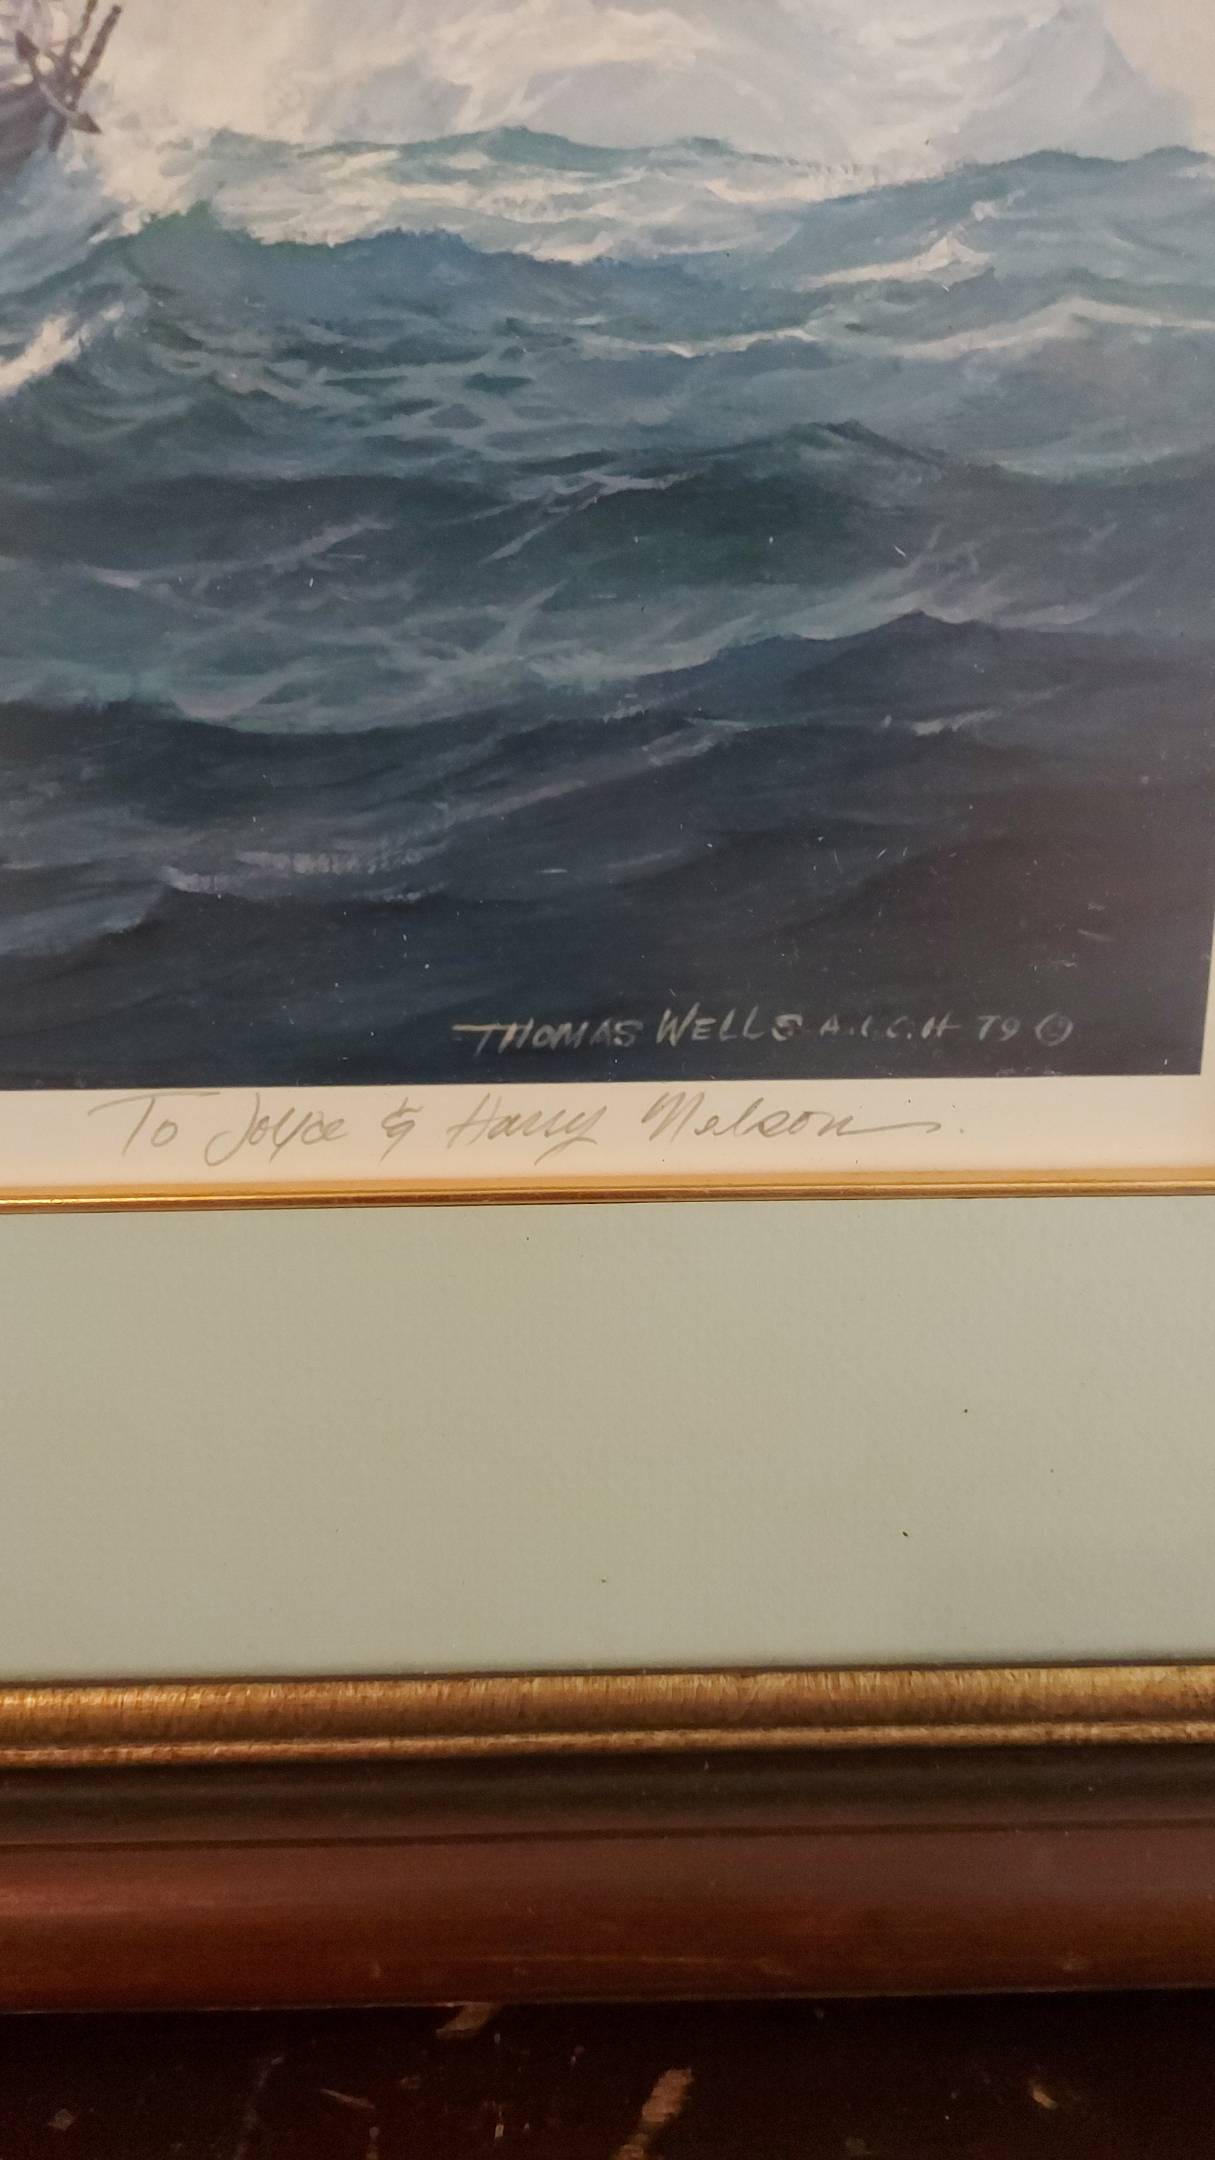 THOMAS WELLS A.I.C.H 79 ©
To Joyce & Harry Nelson.